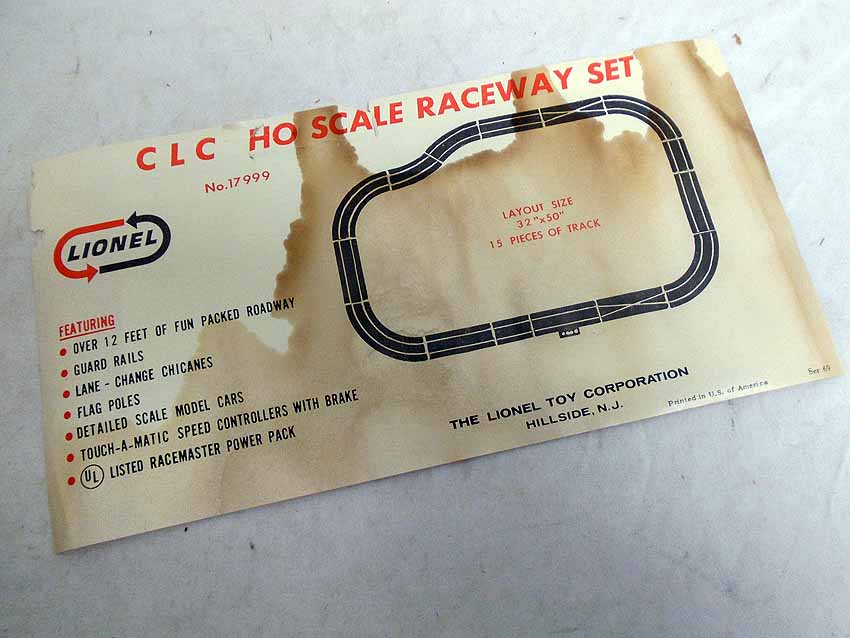 CLC HO SCALE RACEWAY SET
No.17999
LIONEL
LAYOUT SIZE
32"x50"
15 PIECES OF TRACK
FEATURING
• OVER 12 FEET OF FUN PACKED ROADWAY
• GUARD RAILS
• LANE - CHANGE CHICANES
• FLAG POLES
• DETAILED SCALE MODEL CARS
• TOUCH-A-MATIC SPEED CONTROLLERS WITH BRAKE
• UL LISTED RACEMASTER POWER PACK
THE LIONEL TOY CORPORATION
HILLSIDE, N.J.
Printed in U.S. of America